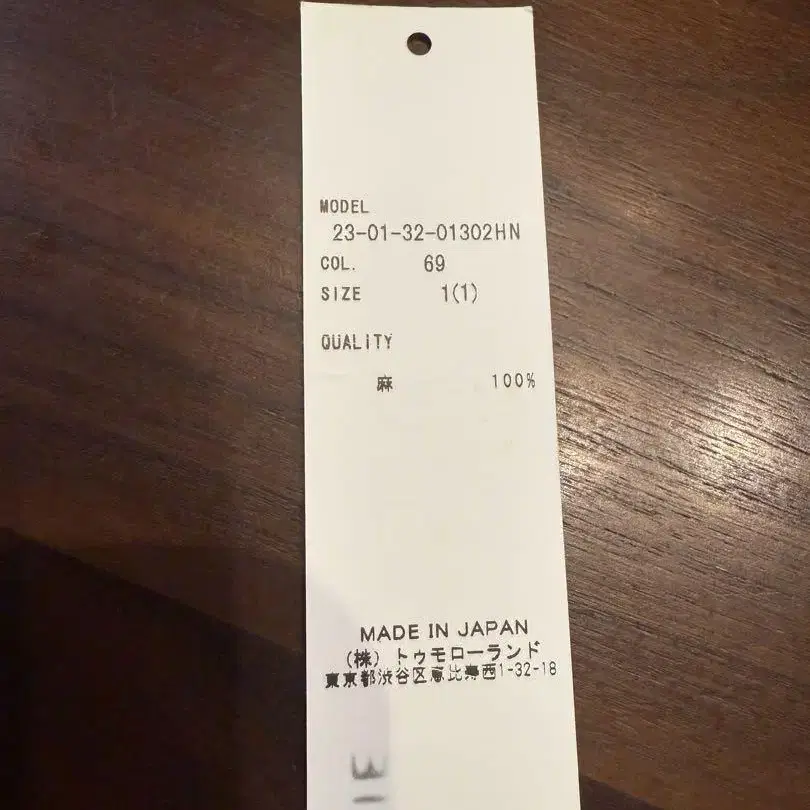 MODEL
23-01-32-01302HN
COL. 69
SIZE 1(1)
QUALITY
麻 100%
MADE IN JAPAN
(株) トゥモローランド
東京都渋谷区恵比寿西1-32-18